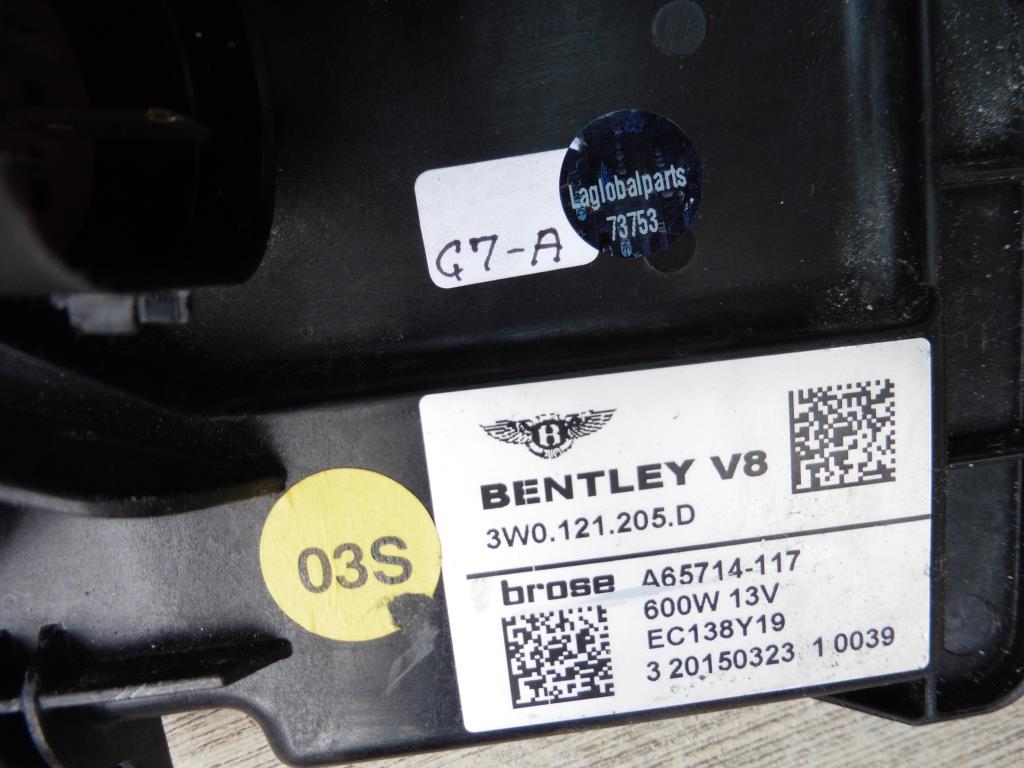 Laglobalparts
73753
G7-A
B
BENTLEY V8
3W0.121.205.D
03S
brose A65714-117
600W 13V
EC138Y19
3 20150323 1 0039